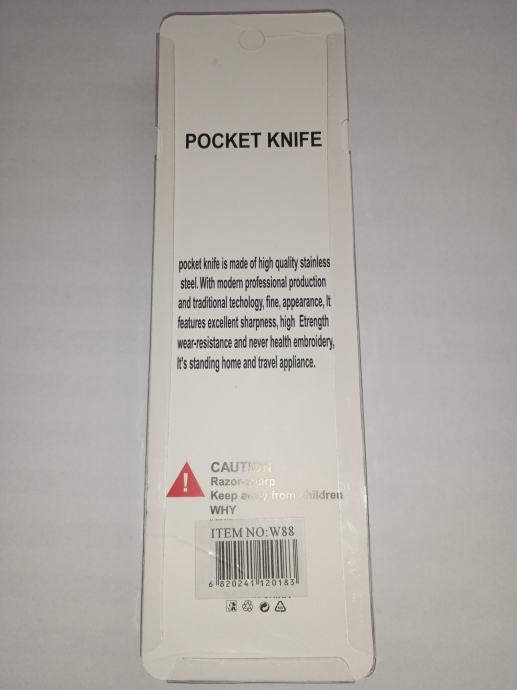 POCKET KNIFE
pocket knife is made of high quality stainless
steel. With modern professional production
and traditional techology, fine, appearance, It
features excellent sharpness, high Etrength
wear-resistance and never health embroidery,
It's standing home and travel appliance.
CAUTION
Razor-sharp
Keep away from children
WHY
ITEM NO:W88
6 820241 120183